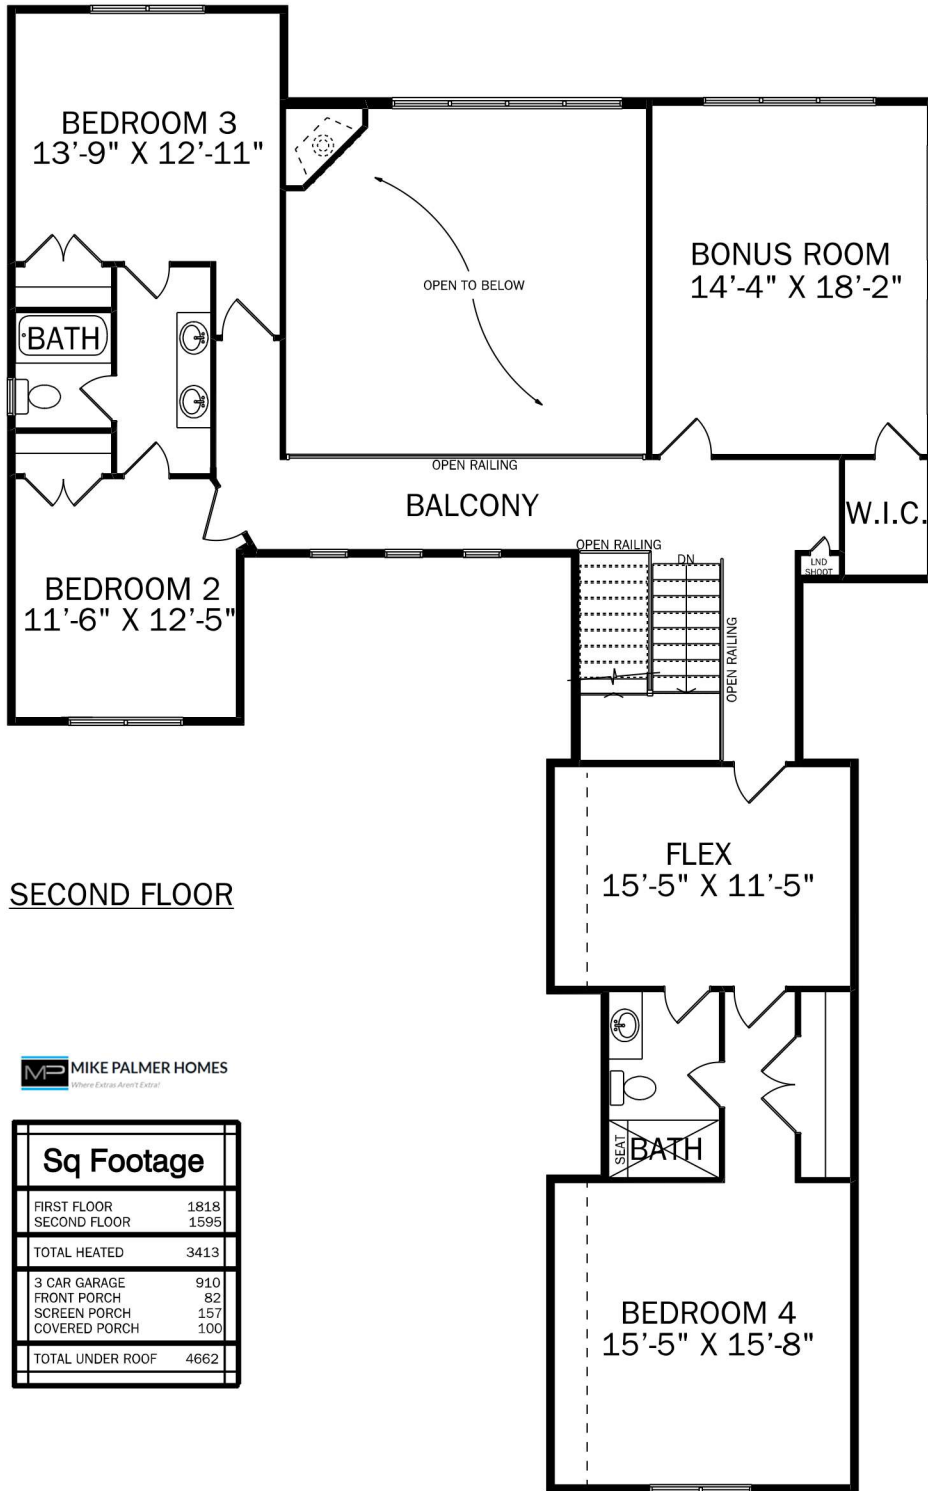 BEDROOM 3
13'-9" X 12'-11"
BONUS ROOM
14'-4" X 18'-2"
OPEN TO BELOW
BATH
OPEN RAILING
BALCONY
W.I.C.
OPEN RAILING
DN
LND
SHOOT
BEDROOM 2
11'-6" X 12'-5"
OPEN RAILING
FLEX
15'-5" X 11'-5"
SECOND FLOOR
MP MIKE PALMER HOMES
Where Extras Aren't Extra!
SEAT
BATH
Sq Footage
FIRST FLOOR 1818
SECOND FLOOR 1595
TOTAL HEATED 3413
3 CAR GARAGE 910
FRONT PORCH 82
SCREEN PORCH 157
COVERED PORCH 100
TOTAL UNDER ROOF 4662
BEDROOM 4
15'-5" X 15'-8"